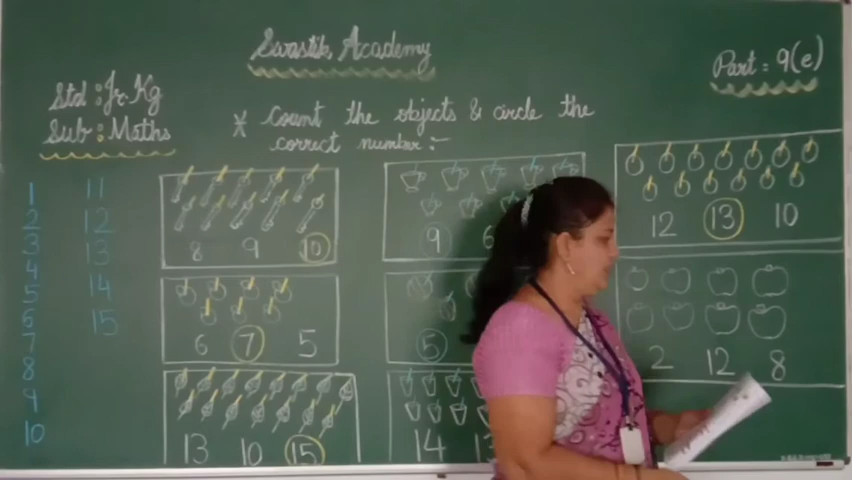 Swastik Academy
Part : 9(e)
Std : Jr. Kg
Sub : Maths
* Count the objects & circle the
correct number :-
1 11
2 12
3 13
4 14
5 15
6
7
8
9
10
8 9 10
6 7 5
13 10 15
9 6
5
14
12 13 10
2 12 8